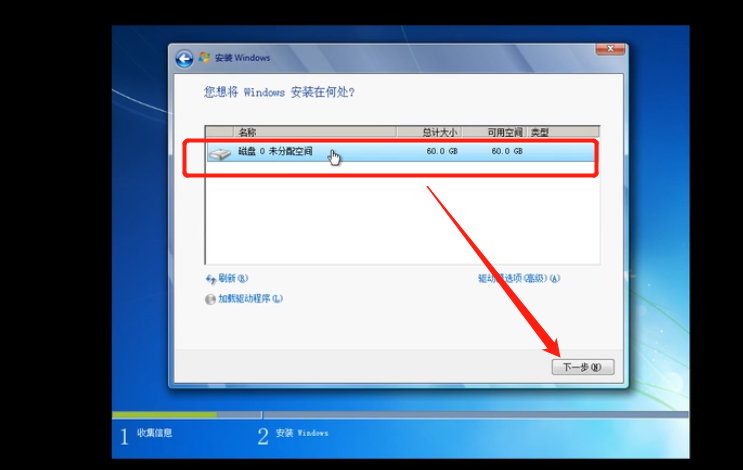 安装 Windows
您想将 Windows 安装在何处?
名称 总计大小 可用空间 类型
磁盘 0 未分配空间 60.0 GB 60.0 GB
刷新(R) 驱动器选项(高级)(A)
加载驱动程序(L)
下一步(N)
1 收集信息 2 安装 Windows